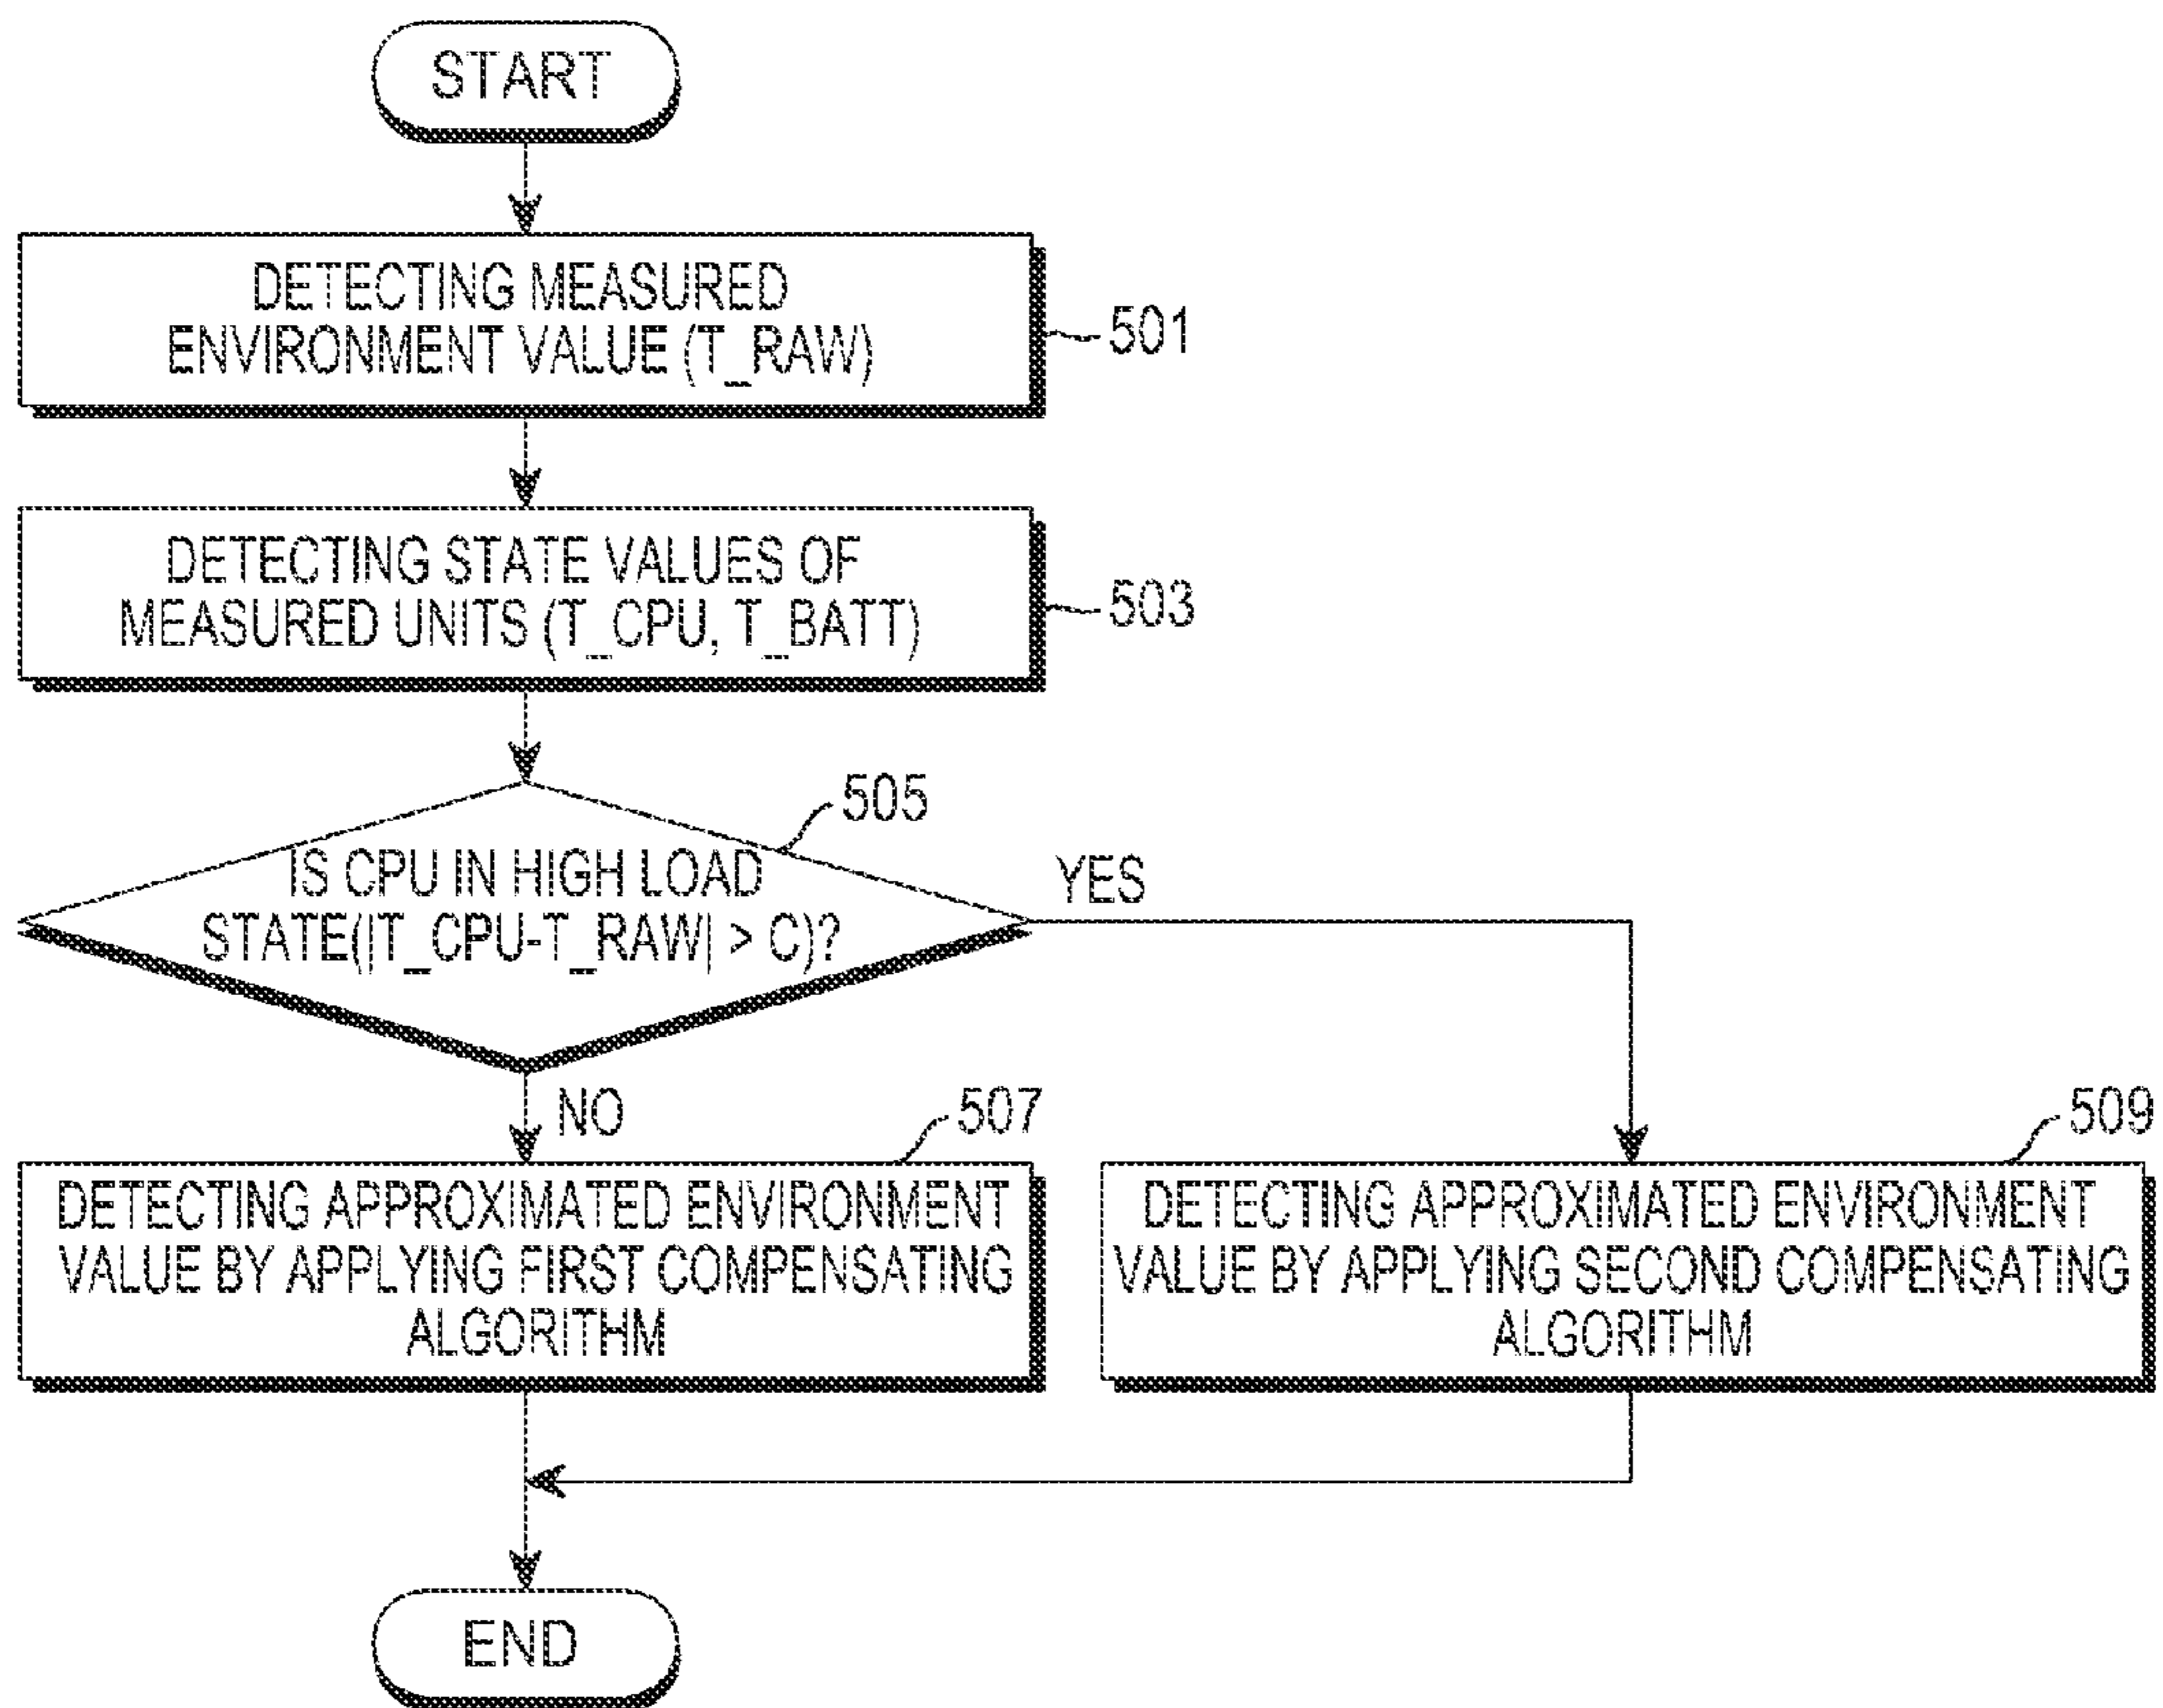 START
DETECTING MEASURED
ENVIRONMENT VALUE (T_RAW)
501
DETECTING STATE VALUES OF
MEASURED UNITS (T_CPU, T_BATT)
503
505
IS CPU IN HIGH LOAD
STATE(|T_CPU-T_RAW| > C)?
YES
NO
507
DETECTING APPROXIMATED ENVIRONMENT
VALUE BY APPLYING FIRST COMPENSATING
ALGORITHM
509
DETECTING APPROXIMATED ENVIRONMENT
VALUE BY APPLYING SECOND COMPENSATING
ALGORITHM
END